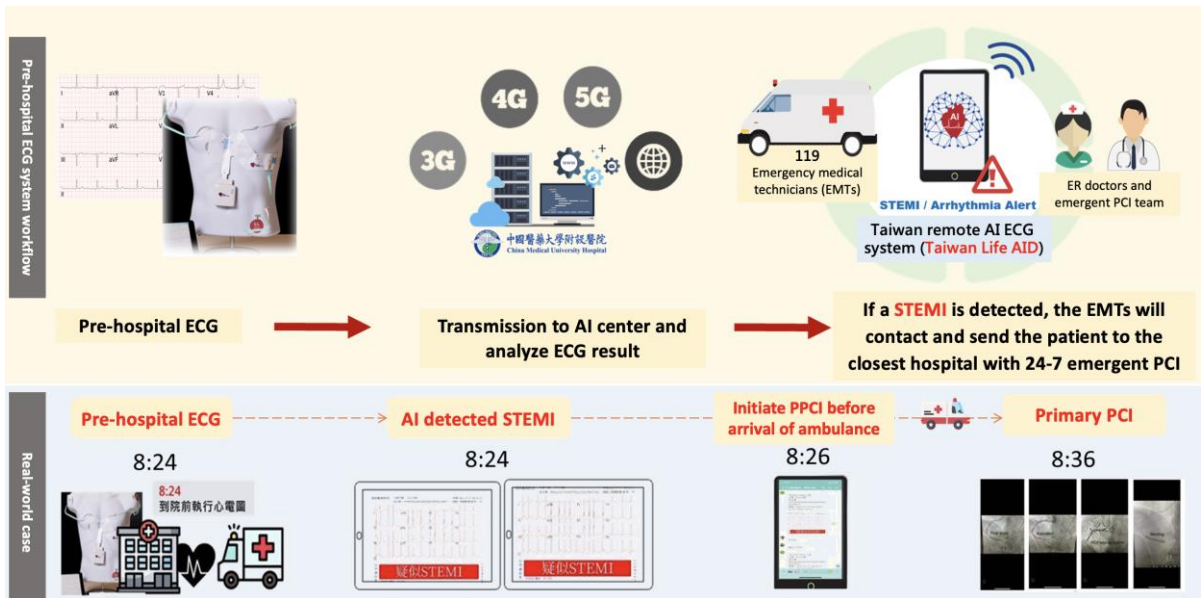 Pre-hospital ECG system workflow
I
aVR
V1
V4
II
aVL
III
aVF
II
3G
4G
5G
中國醫藥大學附設醫院
China Medical University Hospital
119
Emergency medical
technicians (EMTs)
AI
STEMI / Arrhythmia Alert
Taiwan remote AI ECG
system (Taiwan Life AID)
ER doctors and
emergent PCI team
Pre-hospital ECG
Transmission to AI center and
analyze ECG result
If a STEMI is detected, the EMTs will
contact and send the patient to the
closest hospital with 24-7 emergent PCI
Real-world case
Pre-hospital ECG
AI detected STEMI
Initiate PPCI before
arrival of ambulance
Primary PCI
8:24
8:24
8:26
8:36
8:24
到院前執行心電圖
疑似STEMI
疑似STEMI